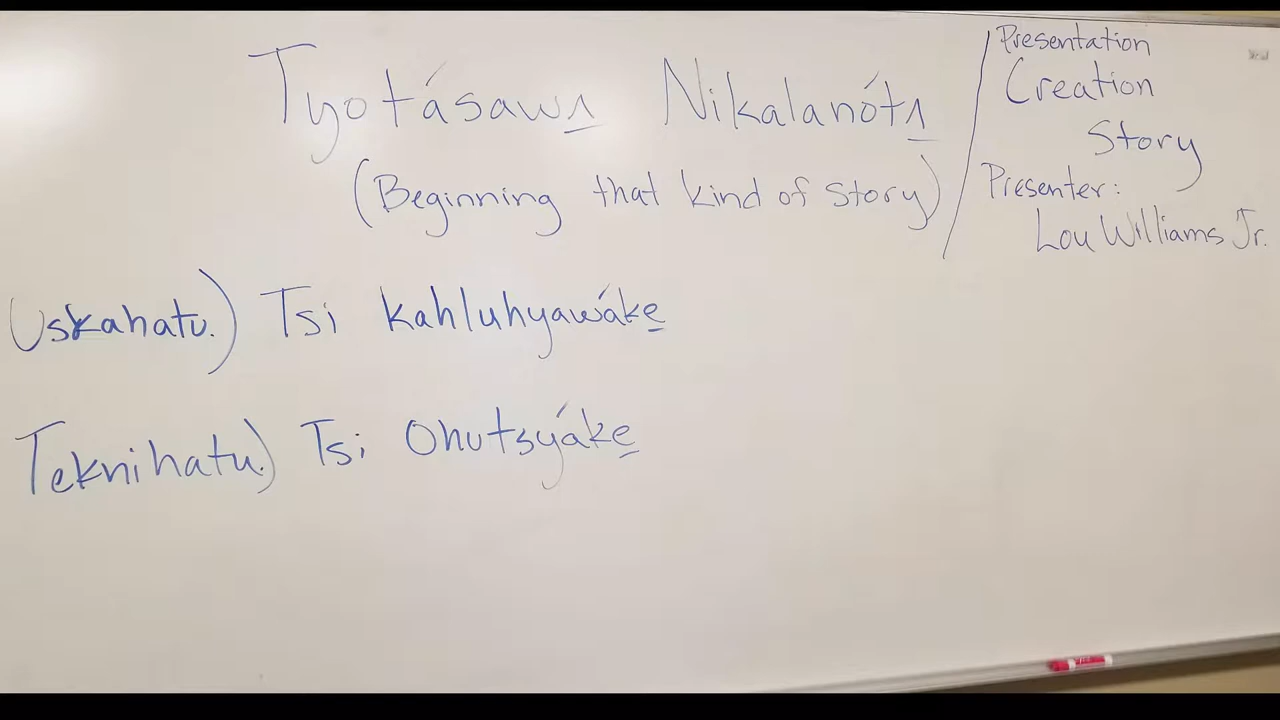 Tyotásawʌ̲ Nikalanótʌ̲
(Beginning that kind of Story)
Presentation
Creation
Story
Presenter:
Lou Williams Jr.
Uskahatu.) Tsi kahluhyawáke̲
Teknihatu.) Tsi Ohutsyáke̲